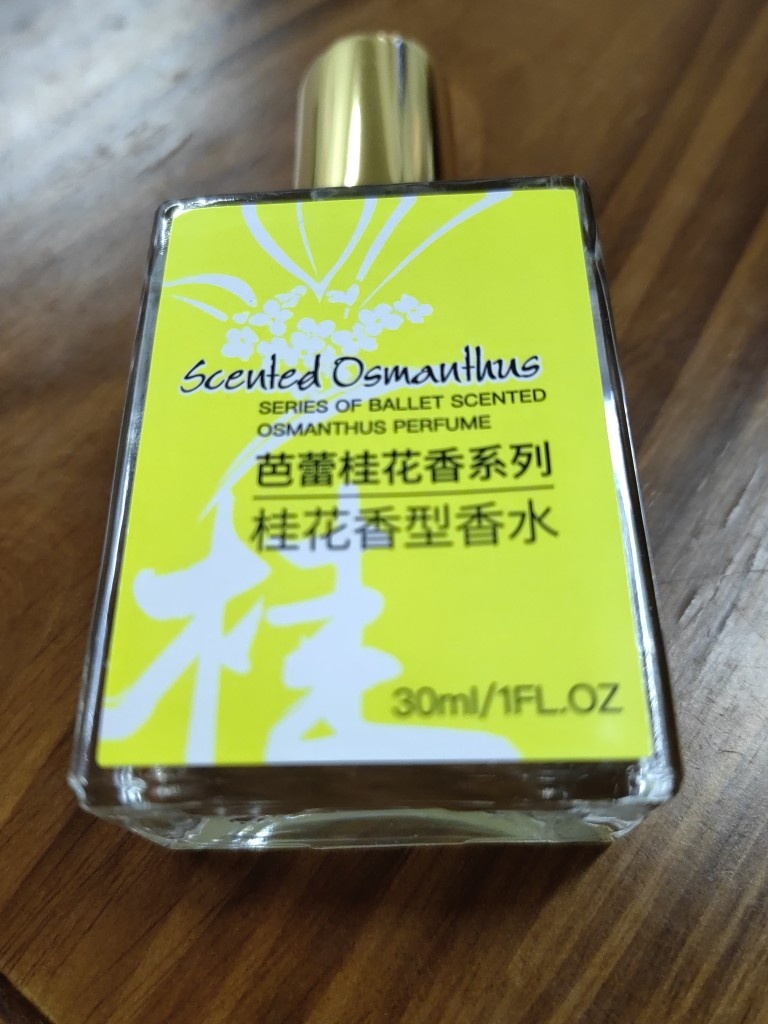 Scented Osmanthus
SERIES OF BALLET SCENTED
OSMANTHUS PERFUME
芭蕾桂花香系列
桂花香型香水
桂
30ml/1FL.OZ